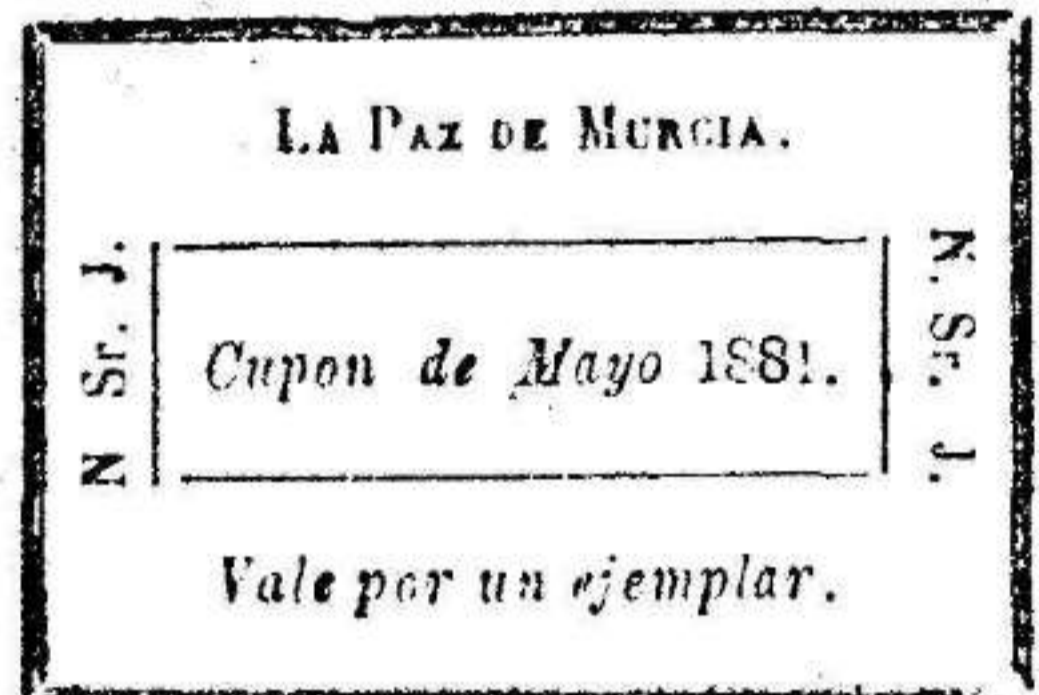 LA PAZ DE MURCIA.
N Sr. J.
Cupon de Mayo 1881.
N. Sr. J.
Vale por un ejemplar.